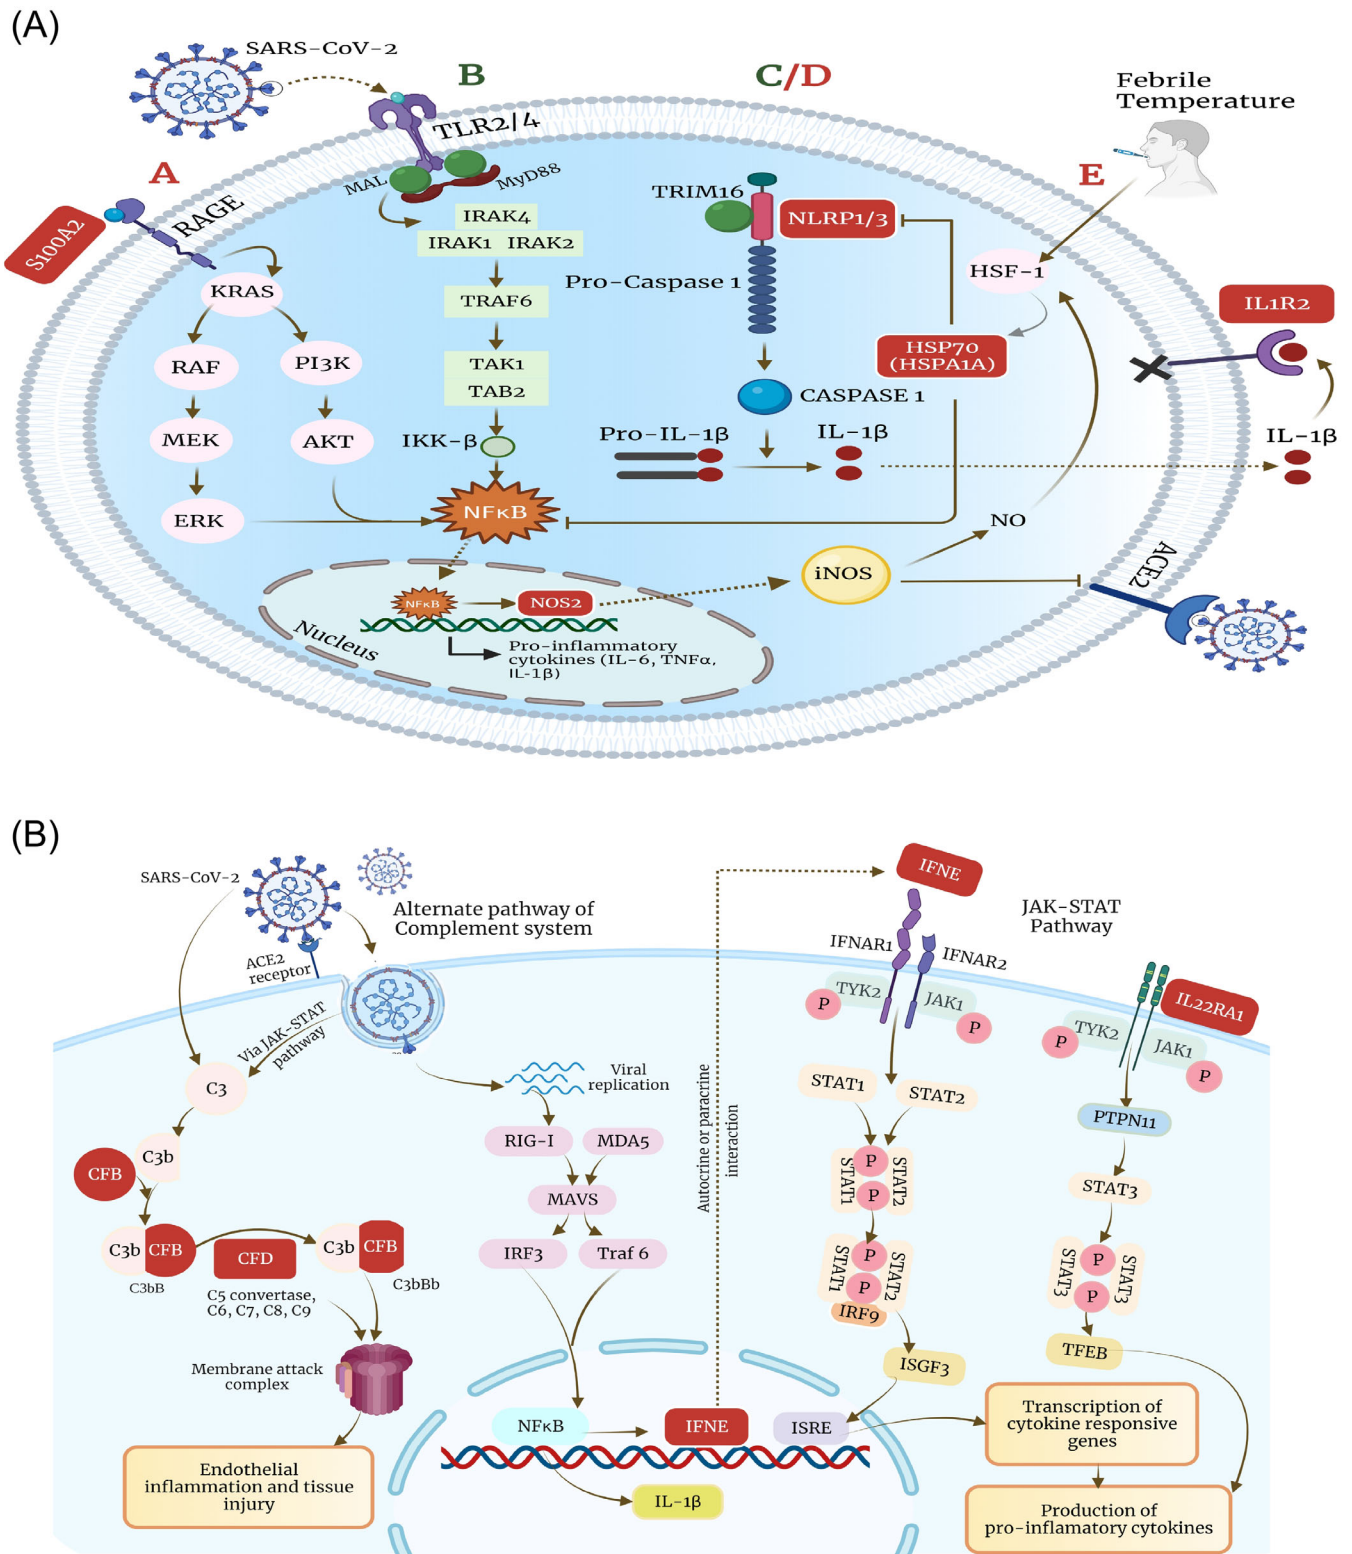 (A)
SARS-CoV-2
B
C/D
Febrile
Temperature
TLR2/4
A
MAL
MyD88
E
S100A2
RAGE
IRAK4
IRAK1 IRAK2
TRIM16
NLRP1/3
HSF-1
KRAS
TRAF6
Pro-Caspase 1
IL1R2
RAF
PI3K
TAK1
TAB2
HSP70
(HSPA1A)
CASPASE 1
MEK
AKT
IKK-β
Pro-IL-1β
IL-1β
IL-1β
ERK
NFκB
NO
ACE2
iNOS
NFκB
NOS2
Nucleus
Pro-inflammatory
cytokines (IL-6, TNFα,
IL-1β)
(B)
SARS-CoV-2
Alternate pathway of
Complement system
ACE2
receptor
IFNE
JAK-STAT
Pathway
IFNAR1
IFNAR2
TYK2
JAK1
P
P
IL22RA1
TYK2
JAK1
P
P
Via JAK-STAT
pathway
C3
Viral
replication
Autocrine or paracrine
interaction
STAT1
STAT2
PTPN11
RIG-I
MDA5
C3b
CFB
STAT1
P
P
STAT2
STAT3
MAVS
C3b CFB
C3bB
CFD
C3b CFB
C3bBb
IRF3
Traf 6
STAT1
P
P
STAT2
IRF9
STAT3
P
P
STAT3
C5 convertase,
C6, C7, C8, C9
TFEB
ISGF3
Membrane attack
complex
NFκB
IFNE
ISRE
Transcription of
cytokine responsive
genes
Endothelial
inflammation and tissue
injury
IL-1β
Production of
pro-inflamatory cytokines